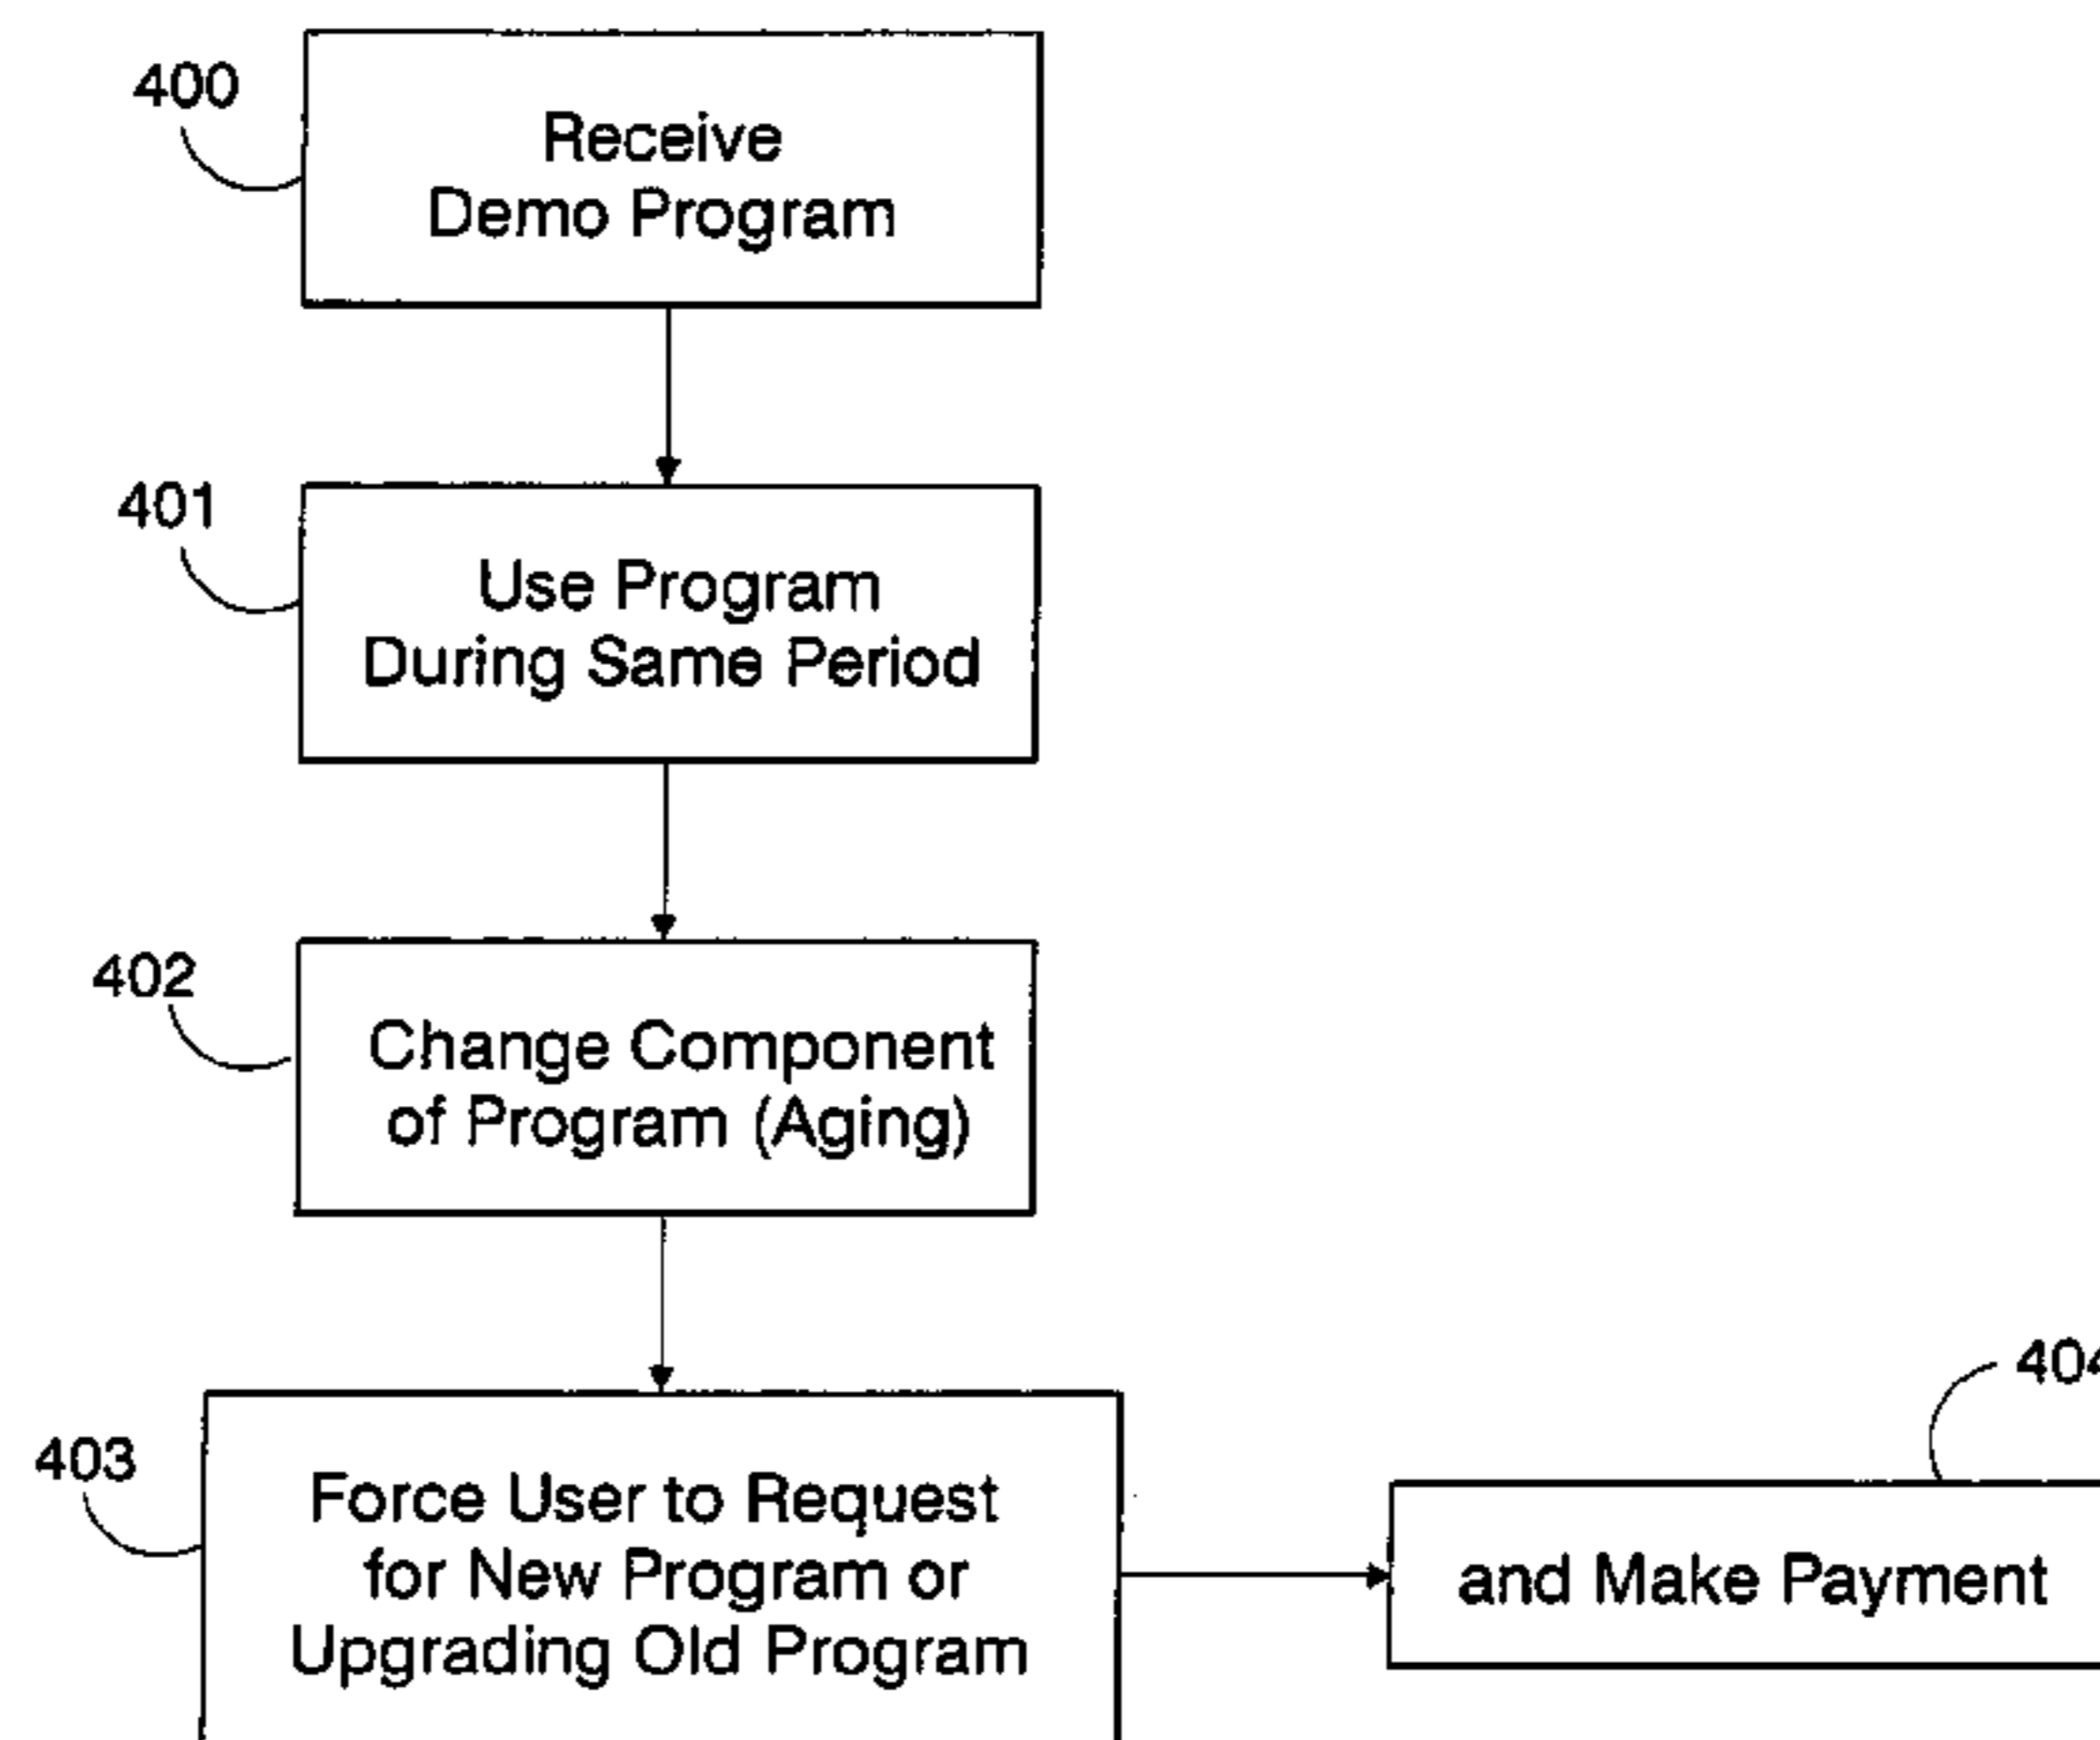 400
Receive
Demo Program
401
Use Program
During Same Period
402
Change Component
of Program (Aging)
403
Force User to Request
for New Program or
Upgrading Old Program
404
and Make Payment